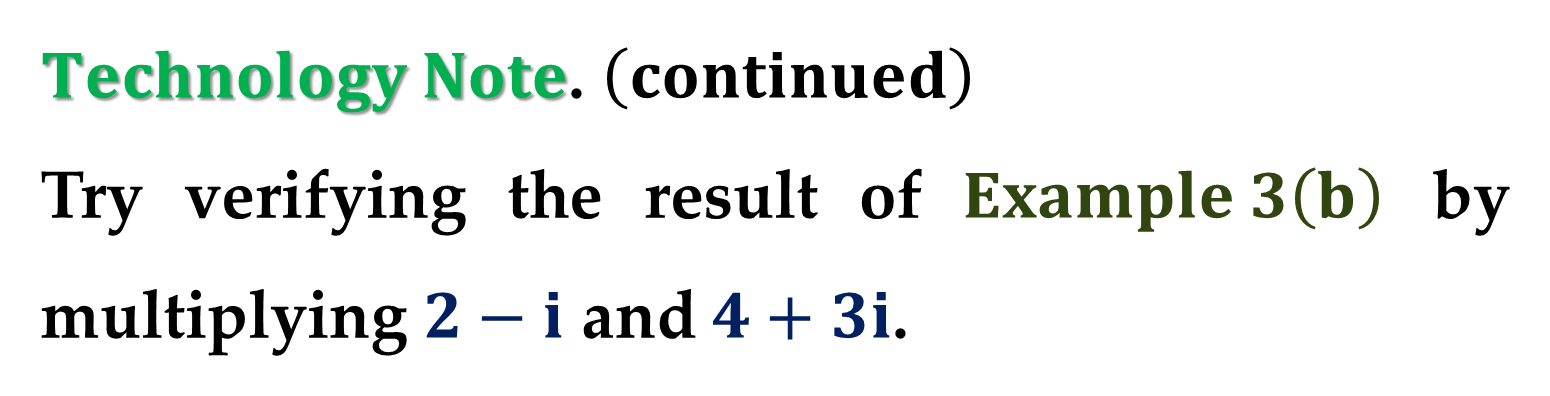 Technology Note. (continued)
Try verifying the result of Example 3(b) by
multiplying 2 − i and 4 + 3i.